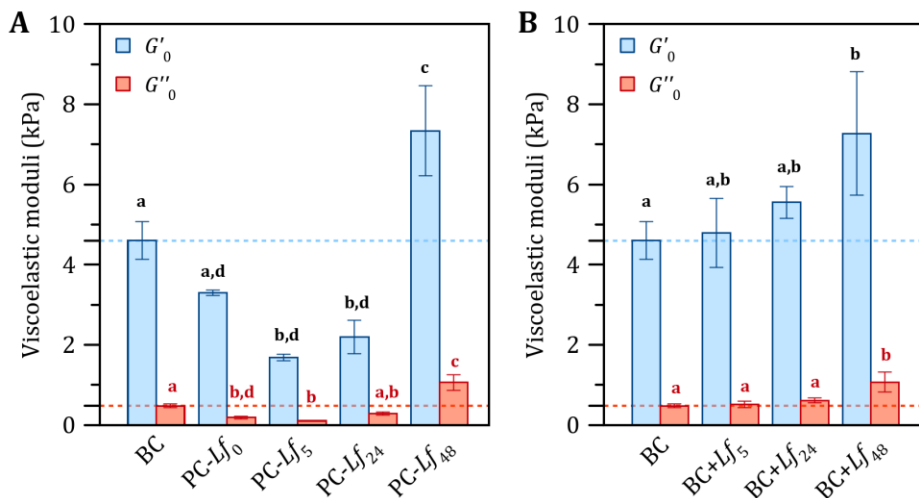 A
Viscoelastic moduli (kPa)
10
8
6
4
2
0
G′₀
G′′₀
a
a,d
b,d
b,d
c
a
b,d
b
a,b
c
BC
PC-Lf₀
PC-Lf₅
PC-Lf₂₄
PC-Lf₄₈
B
Viscoelastic moduli (kPa)
10
8
6
4
2
0
G′₀
G′′₀
a
a,b
a,b
b
a
a
a
b
BC
BC+Lf₅
BC+Lf₂₄
BC+Lf₄₈